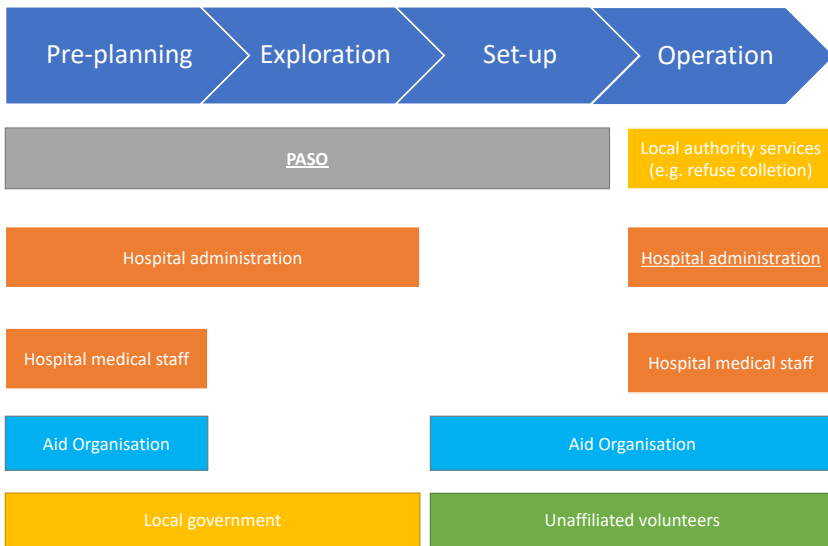 Pre-planning
Exploration
Set-up
Operation
PASO
Local authority services
(e.g. refuse colletion)
Hospital administration
Hospital administration
Hospital medical staff
Hospital medical staff
Aid Organisation
Aid Organisation
Local government
Unaffiliated volunteers